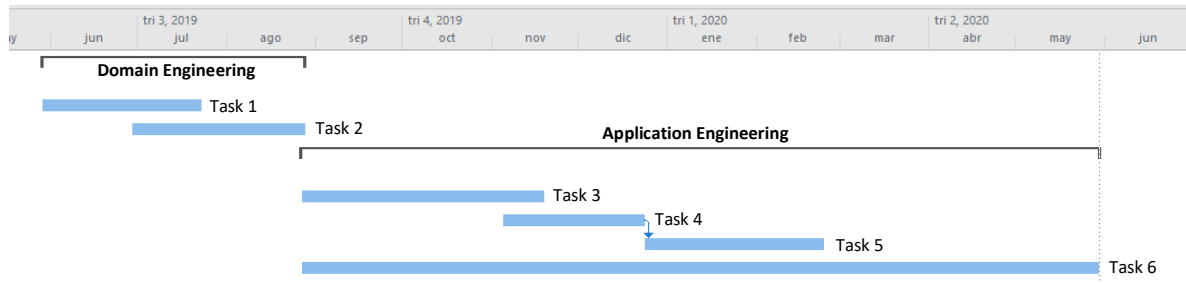 tri 3, 2019 tri 4, 2019 tri 1, 2020 tri 2, 2020
jun jul ago sep oct nov dic ene feb mar abr may jun
Domain Engineering
Task 1
Task 2
Application Engineering
Task 3
Task 4
Task 5
Task 6